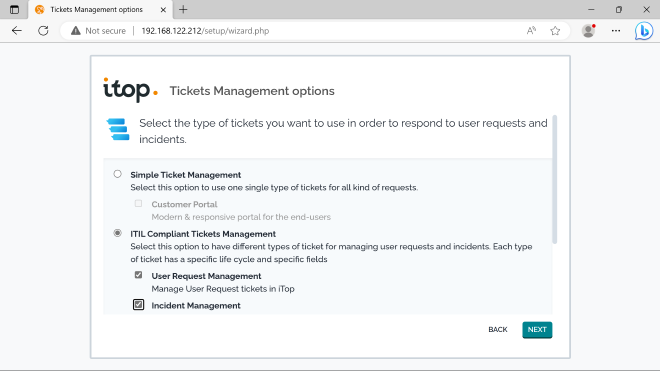 Tickets Management options
Not secure
192.168.122.212/setup/wizard.php
itop
Tickets Management options
Select the type of tickets you want to use in order to respond to user requests and
incidents.
Simple Ticket Management
Select this option to use one single type of tickets for all kind of requests.
Customer Portal
Modern & responsive portal for the end-users
ITIL Compliant Tickets Management
Select this option to have different types of ticket for managing user requests and incidents. Each type
of ticket has a specific life cycle and specific fields
User Request Management
Manage User Request tickets in iTop
Incident Management
BACK
NEXT